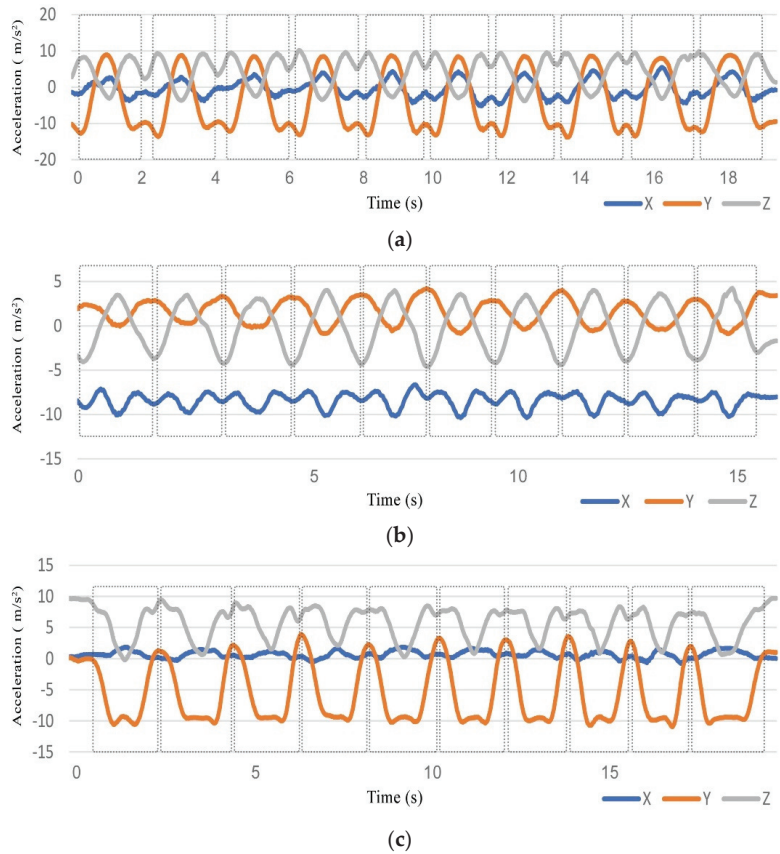 20
10
0
-10
-20
Acceleration ( m/s²)
0 2 4 6 8 10 12 14 16 18
Time (s)
X Y Z
(a)
5
0
-5
-10
-15
Acceleration ( m/s²)
0 5 10 15
Time (s)
X Y Z
(b)
15
10
5
0
-5
-10
-15
Acceleration ( m/s²)
0 5 10 15
Time (s)
X Y Z
(c)